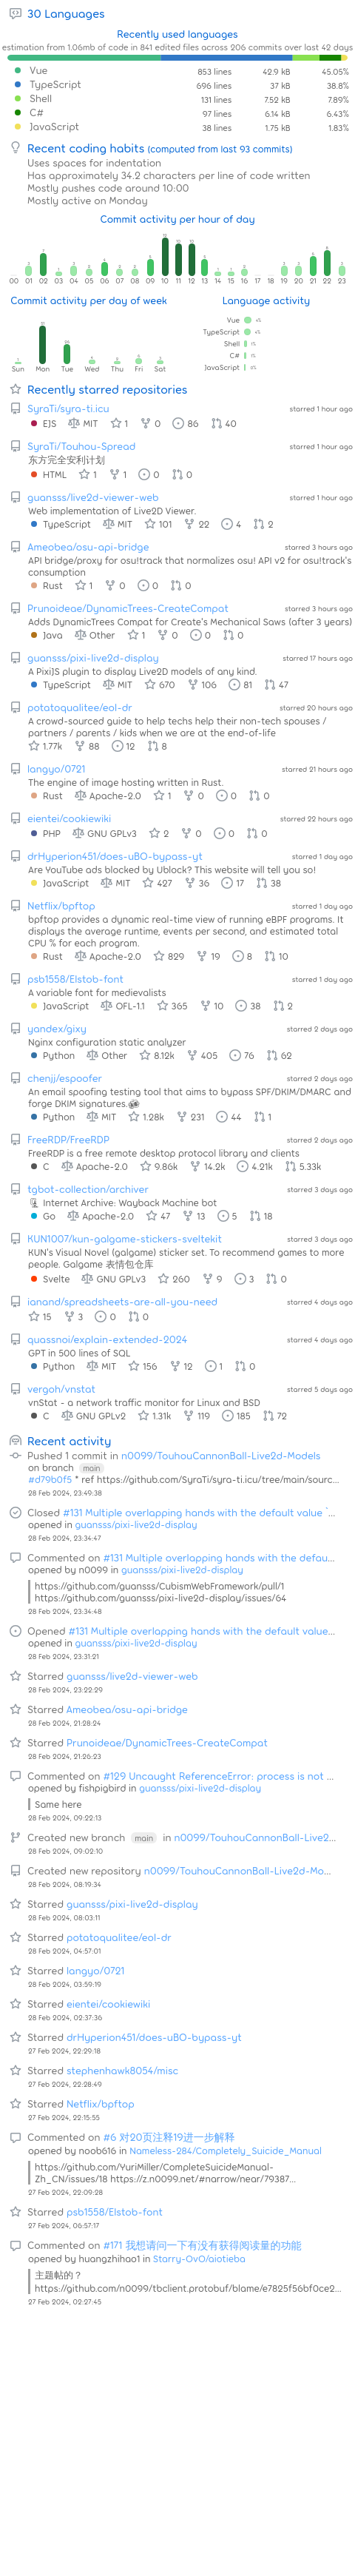 30 Languages
Recently used languages
estimation from 1.06mb of code in 841 edited files across 206 commits over last 42 days
Vue 853 lines 42.9 kB 45.05%
TypeScript 696 lines 37 kB 38.8%
Shell 131 lines 7.52 kB 7.89%
C# 97 lines 6.14 kB 6.43%
JavaScript 38 lines 1.75 kB 1.83%
Recent coding habits (computed from last 93 commits)
Uses spaces for indentation
Has approximately 34.2 characters per line of code written
Mostly pushes code around 10:00
Mostly active on Monday
Commit activity per hour of day
00 01 02 03 04 05 06 07 08 09 10 11 12 13 14 15 16 17 18 19 20 21 22 23
Commit activity per day of week
Language activity
Vue
TypeScript
Shell
C#
JavaScript
Sun Mon Tue Wed Thu Fri Sat
Recently starred repositories
SyraTi/syra-ti.icu starred 1 hour ago
EJS MIT 1 0 86 40
SyraTi/Touhou-Spread starred 1 hour ago
东方完全安利计划
HTML 1 1 0 0
guansss/live2d-viewer-web starred 1 hour ago
Web implementation of Live2D Viewer.
TypeScript MIT 101 22 4 2
Ameobea/osu-api-bridge starred 3 hours ago
API bridge/proxy for osu!track that normalizes osu! API v2 for osu!track's
consumption
Rust 1 0 0 0
Prunoideae/DynamicTrees-CreateCompat starred 3 hours ago
Adds DynamicTrees Compat for Create's Mechanical Saws (after 3 years)
Java Other 1 0 0 0
guansss/pixi-live2d-display starred 17 hours ago
A PixiJS plugin to display Live2D models of any kind.
TypeScript MIT 670 106 81 47
potatoqualitee/eol-dr starred 20 hours ago
A crowd-sourced guide to help techs help their non-tech spouses /
partners / parents / kids when we are at the end-of-life
1.77k 88 12 8
langyo/0721 starred 21 hours ago
The engine of image hosting written in Rust.
Rust Apache-2.0 1 0 0 0
eientei/cookiewiki starred 22 hours ago
PHP GNU GPLv3 2 0 0 0
drHyperion451/does-uBO-bypass-yt starred 1 day ago
Are YouTube ads blocked by Ublock? This website will tell you so!
JavaScript MIT 427 36 17 38
Netflix/bpftop starred 1 day ago
bpftop provides a dynamic real-time view of running eBPF programs. It
displays the average runtime, events per second, and estimated total
CPU % for each program.
Rust Apache-2.0 829 19 8 10
psb1558/Elstob-font starred 1 day ago
A variable font for medievalists
JavaScript OFL-1.1 365 10 38 2
yandex/gixy starred 2 days ago
Nginx configuration static analyzer
Python Other 8.12k 405 76 62
chenjj/espoofer starred 2 days ago
An email spoofing testing tool that aims to bypass SPF/DKIM/DMARC and
forge DKIM signatures.
Python MIT 1.28k 231 44 1
FreeRDP/FreeRDP starred 2 days ago
FreeRDP is a free remote desktop protocol library and clients
C Apache-2.0 9.86k 14.2k 4.21k 5.33k
tgbot-collection/archiver starred 3 days ago
Internet Archive: Wayback Machine bot
Go Apache-2.0 47 13 5 18
KUN1007/kun-galgame-stickers-sveltekit starred 3 days ago
KUN's Visual Novel (galgame) sticker set. To recommend games to more
people. Galgame 表情包仓库
Svelte GNU GPLv3 260 9 3 0
ianand/spreadsheets-are-all-you-need starred 4 days ago
15 3 0 0
quassnoi/explain-extended-2024 starred 4 days ago
GPT in 500 lines of SQL
Python MIT 156 12 1 0
vergoh/vnstat starred 5 days ago
vnStat - a network traffic monitor for Linux and BSD
C GNU GPLv2 1.31k 119 185 72
Recent activity
Pushed 1 commit in n0099/TouhouCannonBall-Live2d-Models
on branch main
#d79b0f5 * ref https://github.com/SyraTi/syra-ti.icu/tree/main/sourc...
28 Feb 2024, 23:49:38
Closed #131 Multiple overlapping hands with the default value `...
opened in guansss/pixi-live2d-display
28 Feb 2024, 23:34:47
Commented on #131 Multiple overlapping hands with the defau...
opened by n0099 in guansss/pixi-live2d-display
https://github.com/guansss/CubismWebFramework/pull/1
https://github.com/guansss/pixi-live2d-display/issues/64
28 Feb 2024, 23:34:48
Opened #131 Multiple overlapping hands with the default value...
opened in guansss/pixi-live2d-display
28 Feb 2024, 23:31:21
Starred guansss/live2d-viewer-web
28 Feb 2024, 23:22:29
Starred Ameobea/osu-api-bridge
28 Feb 2024, 21:28:24
Starred Prunoideae/DynamicTrees-CreateCompat
28 Feb 2024, 21:26:23
Commented on #129 Uncaught ReferenceError: process is not ...
opened by fishpigbird in guansss/pixi-live2d-display
Same here
28 Feb 2024, 09:22:13
Created new branch main in n0099/TouhouCannonBall-Live2...
28 Feb 2024, 09:02:10
Created new repository n0099/TouhouCannonBall-Live2d-Mo...
28 Feb 2024, 08:19:34
Starred guansss/pixi-live2d-display
28 Feb 2024, 08:03:11
Starred potatoqualitee/eol-dr
28 Feb 2024, 04:57:01
Starred langyo/0721
28 Feb 2024, 03:59:19
Starred eientei/cookiewiki
28 Feb 2024, 02:37:36
Starred drHyperion451/does-uBO-bypass-yt
27 Feb 2024, 22:29:18
Starred stephenhawk8054/misc
27 Feb 2024, 22:28:49
Starred Netflix/bpftop
27 Feb 2024, 22:15:55
Commented on #6 对20页注释19进一步解释
opened by noob616 in Nameless-284/Completely_Suicide_Manual
https://github.com/YuriMiller/CompleteSuicideManual-
Zh_CN/issues/18 https://z.n0099.net/#narrow/near/79387...
27 Feb 2024, 22:09:28
Starred psb1558/Elstob-font
27 Feb 2024, 06:57:17
Commented on #171 我想请问一下有没有获得阅读量的功能
opened by huangzhihao1 in Starry-OvO/aiotieba
主题帖的？
https://github.com/n0099/tbclient.protobuf/blame/e7825f56bf0ce2...
27 Feb 2024, 02:27:45